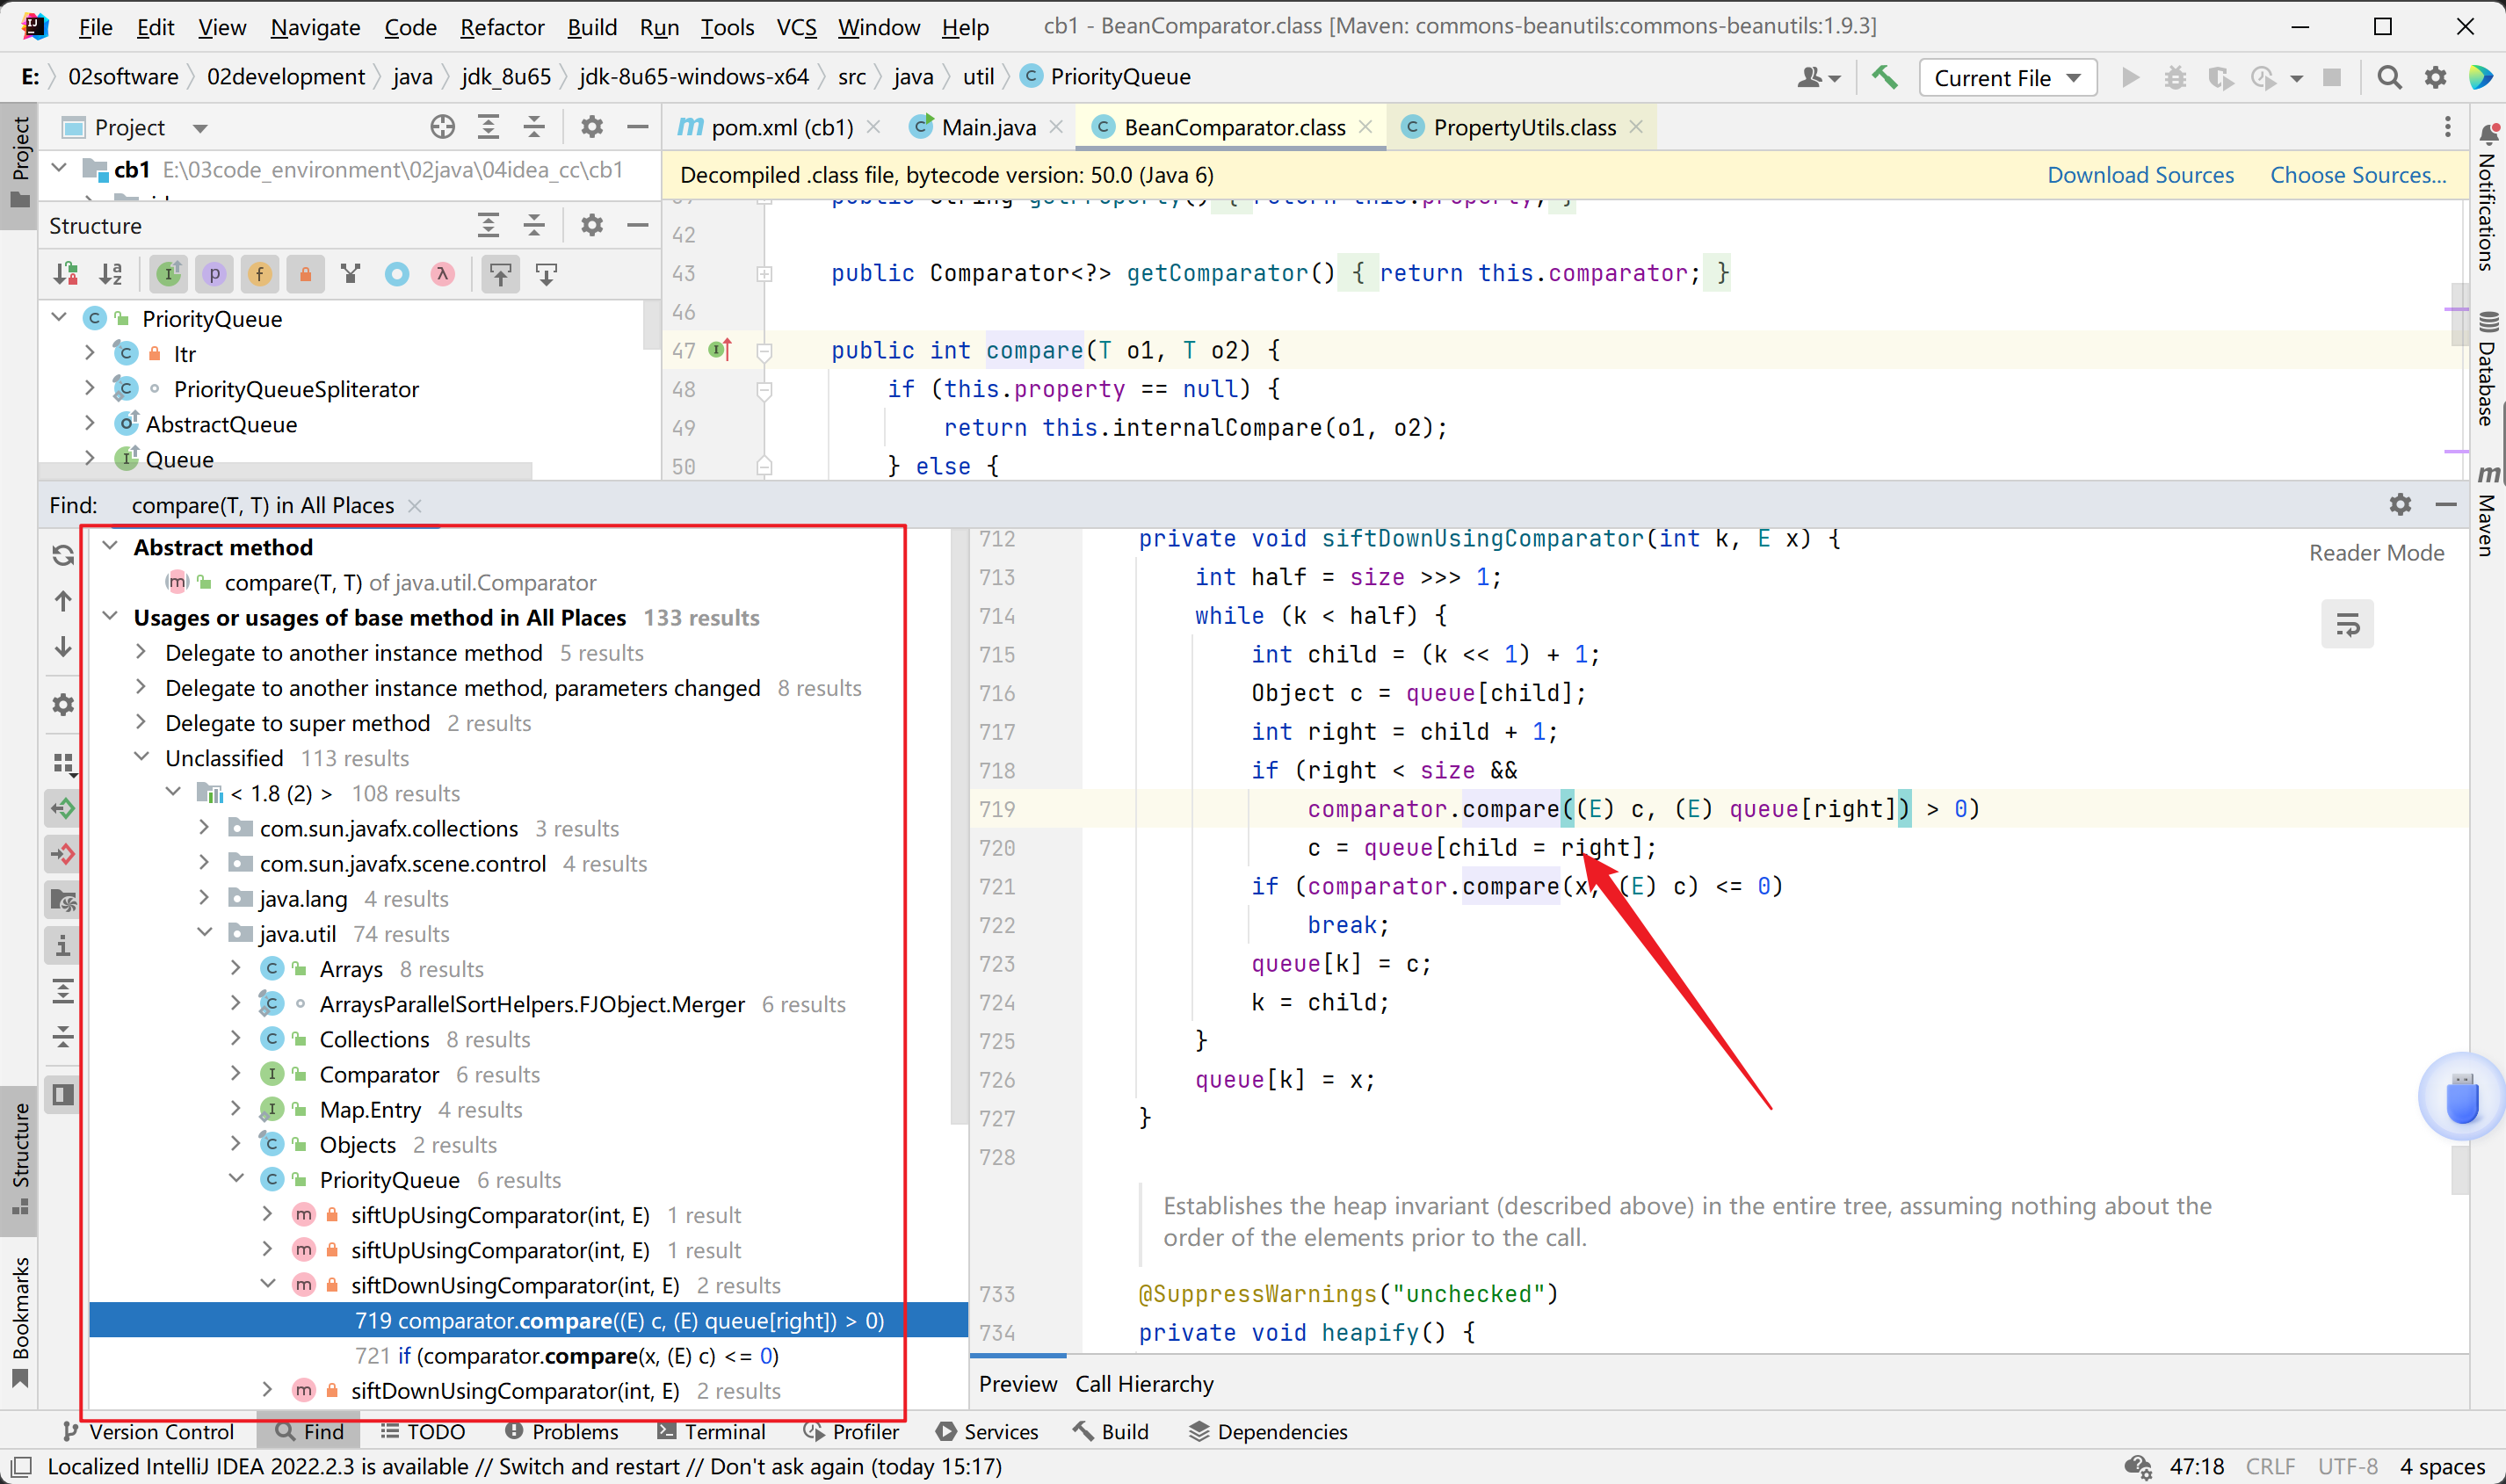 File Edit View Navigate Code Refactor Build Run Tools VCS Window Help cb1 - BeanComparator.class [Maven: commons-beanutils:commons-beanutils:1.9.3]
E: 02software 02development java jdk_8u65 jdk-8u65-windows-x64 src java util PriorityQueue Current File
Project
pom.xml (cb1) Main.java BeanComparator.class PropertyUtils.class
cb1 E:\03code_environment\02java\04idea_cc\cb1
Decompiled .class file, bytecode version: 50.0 (Java 6) Download Sources Choose Sources...
Structure
PriorityQueue
Itr
PriorityQueueSpliterator
AbstractQueue
Queue
public String getProperty() { return this.property; }
42
43 public Comparator<?> getComparator() { return this.comparator; }
46
47 public int compare(T o1, T o2) {
48 if (this.property == null) {
49 return this.internalCompare(o1, o2);
50 } else {
Find: compare(T, T) in All Places
Abstract method
compare(T, T) of java.util.Comparator
Usages or usages of base method in All Places 133 results
Delegate to another instance method 5 results
Delegate to another instance method, parameters changed 8 results
Delegate to super method 2 results
Unclassified 113 results
< 1.8 (2) > 108 results
com.sun.javafx.collections 3 results
com.sun.javafx.scene.control 4 results
java.lang 4 results
java.util 74 results
Arrays 8 results
ArraysParallelSortHelpers.FJObject.Merger 6 results
Collections 8 results
Comparator 6 results
Map.Entry 4 results
Objects 2 results
PriorityQueue 6 results
siftUpUsingComparator(int, E) 1 result
siftUpUsingComparator(int, E) 1 result
siftDownUsingComparator(int, E) 2 results
719 comparator.compare((E) c, (E) queue[right]) > 0)
721 if (comparator.compare(x, (E) c) <= 0)
siftDownUsingComparator(int, E) 2 results
712 private void siftDownUsingComparator(int k, E x) {
Reader Mode
713 int half = size >>> 1;
714 while (k < half) {
715 int child = (k << 1) + 1;
716 Object c = queue[child];
717 int right = child + 1;
718 if (right < size &&
719 comparator.compare((E) c, (E) queue[right]) > 0)
720 c = queue[child = right];
721 if (comparator.compare(x, (E) c) <= 0)
722 break;
723 queue[k] = c;
724 k = child;
725 }
726 queue[k] = x;
727 }
728
Establishes the heap invariant (described above) in the entire tree, assuming nothing about the
order of the elements prior to the call.
733 @SuppressWarnings("unchecked")
734 private void heapify() {
Preview Call Hierarchy
Project
Structure
Bookmarks
Notifications
Database
Maven
Version Control Find TODO Problems Terminal Profiler Services Build Dependencies
Localized IntelliJ IDEA 2022.2.3 is available // Switch and restart // Don't ask again (today 15:17) 47:18 CRLF UTF-8 4 spaces